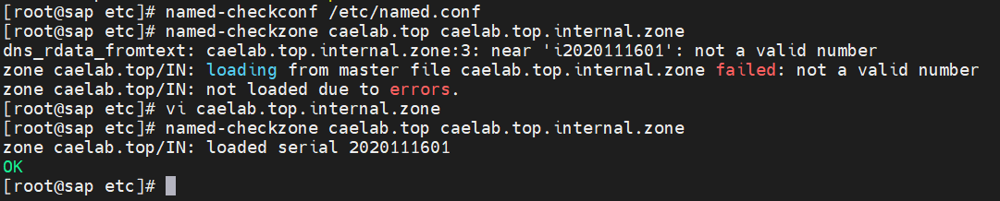 [root@sap etc]# named-checkconf /etc/named.conf
[root@sap etc]# named-checkzone caelab.top caelab.top.internal.zone
dns_rdata_fromtext: caelab.top.internal.zone:3: near 'i2020111601': not a valid number
zone caelab.top/IN: loading from master file caelab.top.internal.zone failed: not a valid number
zone caelab.top/IN: not loaded due to errors.
[root@sap etc]# vi caelab.top.internal.zone
[root@sap etc]# named-checkzone caelab.top caelab.top.internal.zone
zone caelab.top/IN: loaded serial 2020111601
OK
[root@sap etc]#